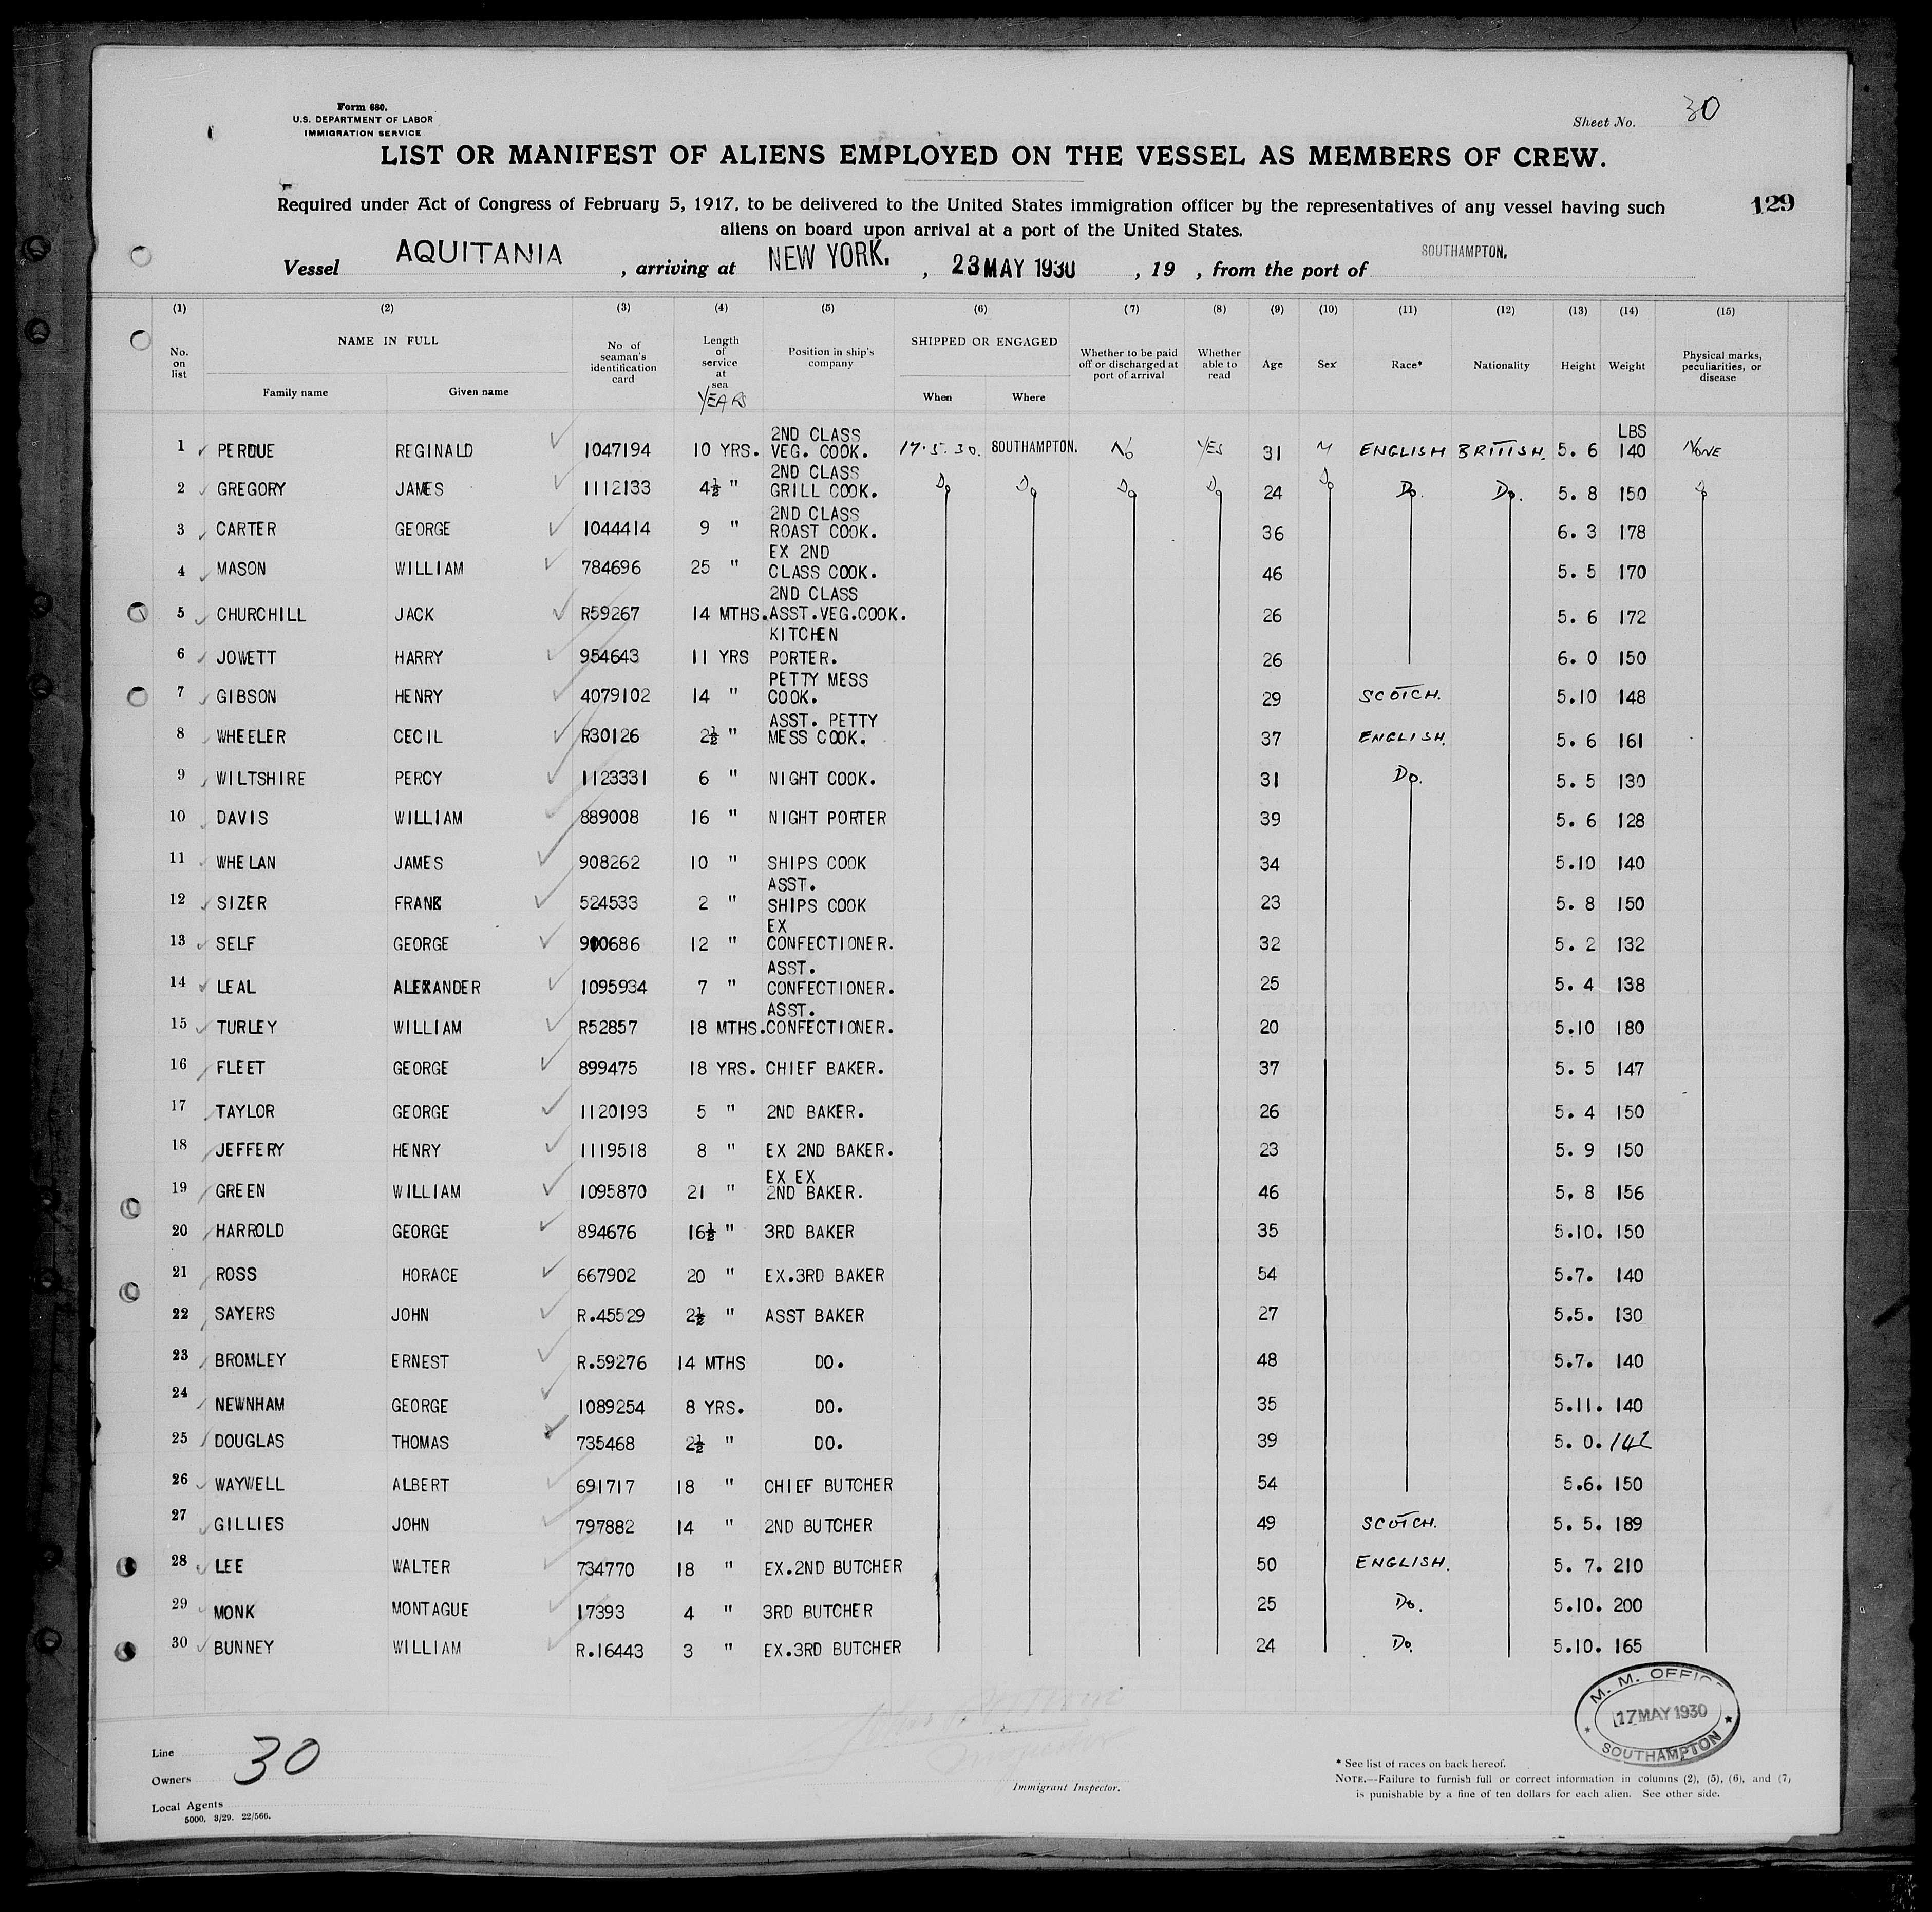 Form 680.
U.S. DEPARTMENT OF LABOR
IMMIGRATION SERVICE
Sheet No. 30
LIST OR MANIFEST OF ALIENS EMPLOYED ON THE VESSEL AS MEMBERS OF CREW.
129
Required under Act of Congress of February 5, 1917, to be delivered to the United States immigration officer by the representatives of any vessel having such
aliens on board upon arrival at a port of the United States.
Vessel AQUITANIA , arriving at NEW YORK. , 23 MAY 1930 , 19 , from the port of SOUTHAMPTON.
(1) (2) (3) (4) (5) (6) (7) (8) (9) (10) (11) (12) (13) (14) (15)
No. on list NAME IN FULL Family name Given name No of seaman's identification card Length of service at sea YEARS Position in ship's company SHIPPED OR ENGAGED When Where Whether to be paid off or discharged at port of arrival Whether able to read Age Sex Race* Nationality Height Weight Physical marks, peculiarities, or disease
LBS
1 PERDUE REGINALD 1047194 10 YRS. 2ND CLASS VEG. COOK. 17.5.30. SOUTHAMPTON. No YES 31 M ENGLISH BRITISH. 5. 6 140 NONE
2 GREGORY JAMES 1112133 4½ " 2ND CLASS GRILL COOK. Do Do Do Do 24 Do Do. Do. 5. 8 150 Do
3 CARTER GEORGE 1044414 9 " 2ND CLASS ROAST COOK. 36 6. 3 178
4 MASON WILLIAM 784696 25 " EX 2ND CLASS COOK. 46 5. 5 170
5 CHURCHILL JACK R59267 14 MTHS. 2ND CLASS ASST.VEG.COOK. 26 5. 6 172
6 JOWETT HARRY 954643 11 YRS KITCHEN PORTER. 26 6. 0 150
7 GIBSON HENRY 4079102 14 " PETTY MESS COOK. 29 SCOTCH. 5.10 148
8 WHEELER CECIL R30126 2½ " ASST. PETTY MESS COOK. 37 ENGLISH. 5. 6 161
9 WILTSHIRE PERCY 1123331 6 " NIGHT COOK. 31 Do. 5. 5 130
10 DAVIS WILLIAM 889008 16 " NIGHT PORTER 39 5. 6 128
11 WHELAN JAMES 908262 10 " SHIPS COOK 34 5.10 140
12 SIZER FRANK 524533 2 " ASST. SHIPS COOK 23 5. 8 150
13 SELF GEORGE 900686 12 " EX CONFECTIONER. 32 5. 2 132
14 LEAL ALEXANDER 1095934 7 " ASST. CONFECTIONER. 25 5. 4 138
15 TURLEY WILLIAM R52857 18 MTHS. ASST. CONFECTIONER. 20 5.10 180
16 FLEET GEORGE 899475 18 YRS. CHIEF BAKER. 37 5. 5 147
17 TAYLOR GEORGE 1120193 5 " 2ND BAKER. 26 5. 4 150
18 JEFFERY HENRY 1119518 8 " EX 2ND BAKER. 23 5. 9 150
19 GREEN WILLIAM 1095870 21 " EX EX 2ND BAKER. 46 5. 8 156
20 HARROLD GEORGE 894676 16½ " 3RD BAKER 35 5.10. 150
21 ROSS HORACE 667902 20 " EX.3RD BAKER 54 5.7. 140
22 SAYERS JOHN R.45529 2½ " ASST BAKER 27 5.5. 130
23 BROMLEY ERNEST R.59276 14 MTHS DO. 48 5.7. 140
24 NEWNHAM GEORGE 1089254 8 YRS. DO. 35 5.11. 140
25 DOUGLAS THOMAS 735468 2½ " DO. 39 5. 0. 142
26 WAYWELL ALBERT 691717 18 " CHIEF BUTCHER 54 5.6. 150
27 GILLIES JOHN 797882 14 " 2ND BUTCHER 49 SCOTCH. 5. 5. 189
28 LEE WALTER 734770 18 " EX.2ND BUTCHER 50 ENGLISH. 5. 7. 210
29 MONK MONTAGUE 17393 4 " 3RD BUTCHER 25 Do. 5.10. 200
30 BUNNEY WILLIAM R.16443 3 " EX.3RD BUTCHER 24 Do. 5.10. 165
M. M. OFFICE
17 MAY 1930
SOUTHAMPTON
Line
Owners 30
Local Agents
5000. 3/29. 22/566.
Immigrant Inspector.
* See list of races on back hereof.
NOTE.—Failure to furnish full or correct information in columns (2), (5), (6), and (7),
is punishable by a fine of ten dollars for each alien. See other side.